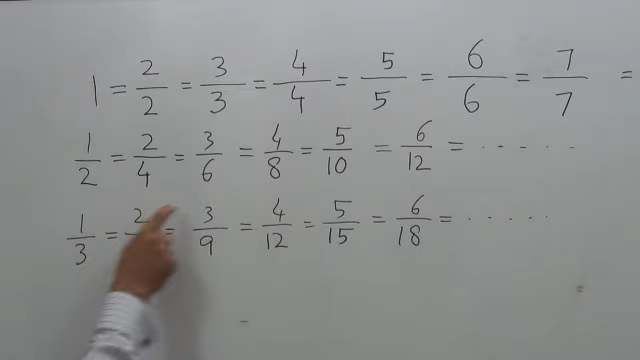 1 = 2/2 = 3/3 = 4/4 = 5/5 = 6/6 = 7/7 =
1/2 = 2/4 = 3/6 = 4/8 = 5/10 = 6/12 = ......
1/3 = 2/ = 3/9 = 4/12 = 5/15 = 6/18 = ......